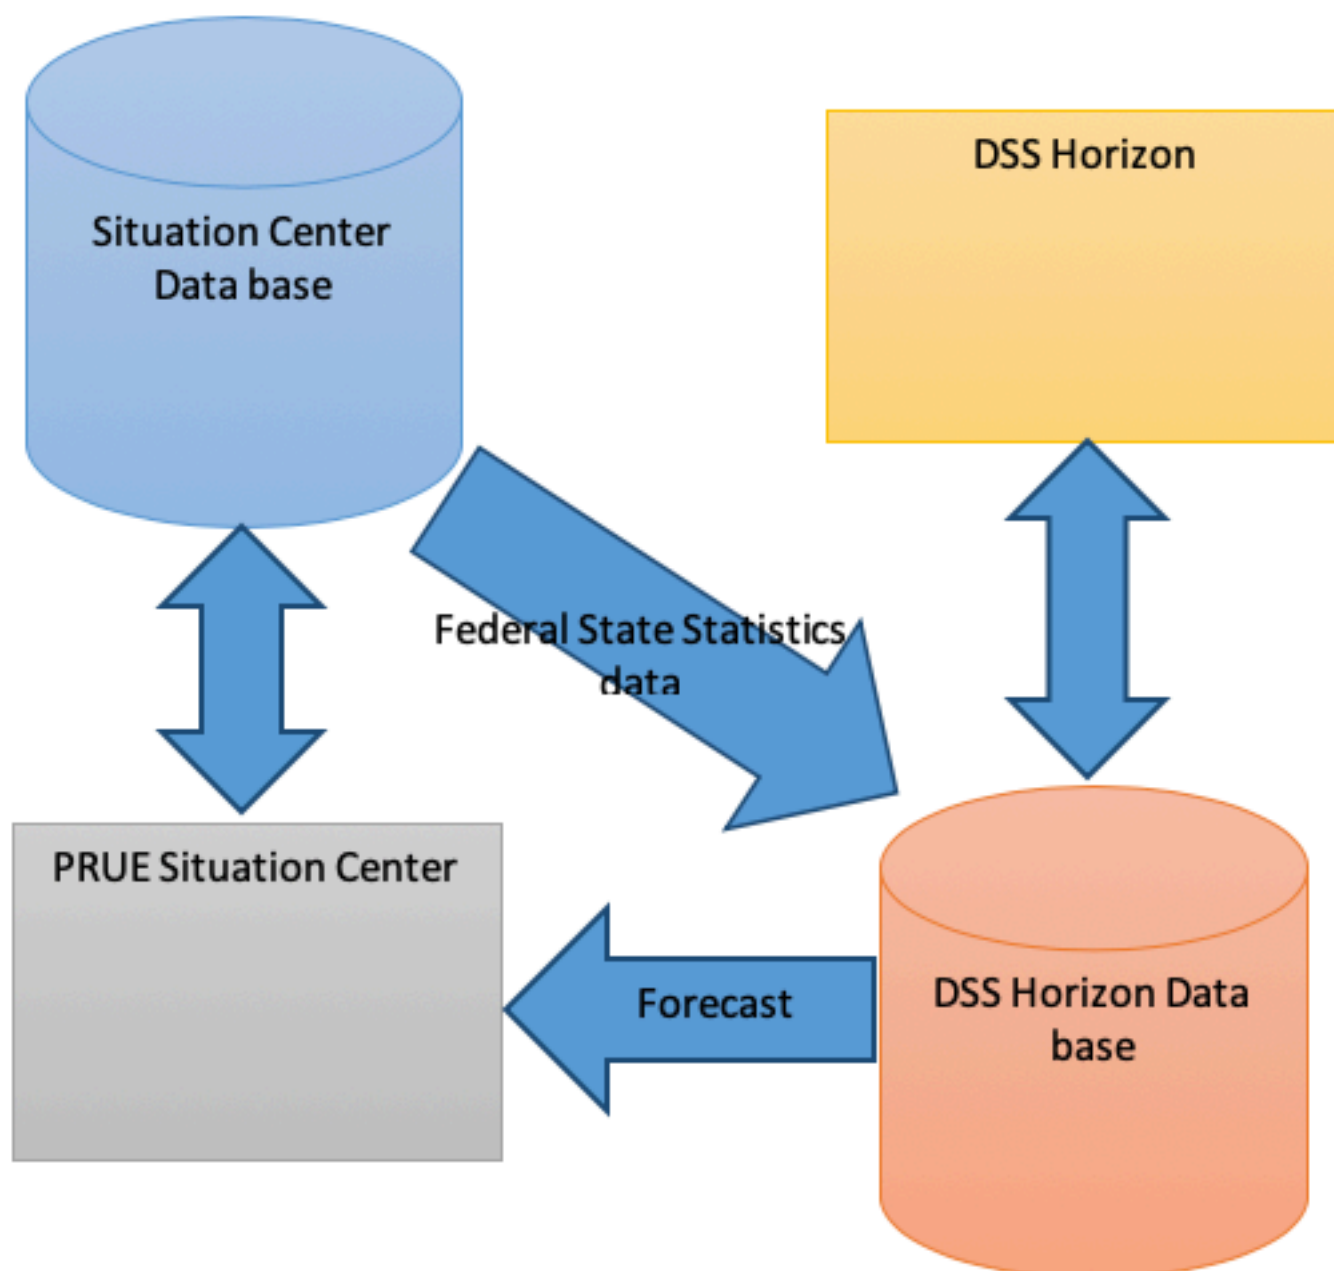 Situation Center
Data base
DSS Horizon
Federal State Statistics
data
PRUE Situation Center
Forecast
DSS Horizon Data
base